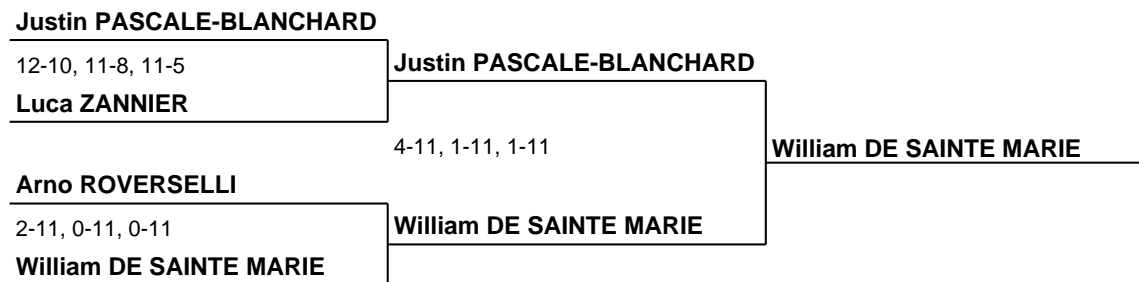 Justin PASCALE-BLANCHARD
12-10, 11-8, 11-5
Justin PASCALE-BLANCHARD
Luca ZANNIER
4-11, 1-11, 1-11
William DE SAINTE MARIE
Arno ROVERSELLI
2-11, 0-11, 0-11
William DE SAINTE MARIE
William DE SAINTE MARIE